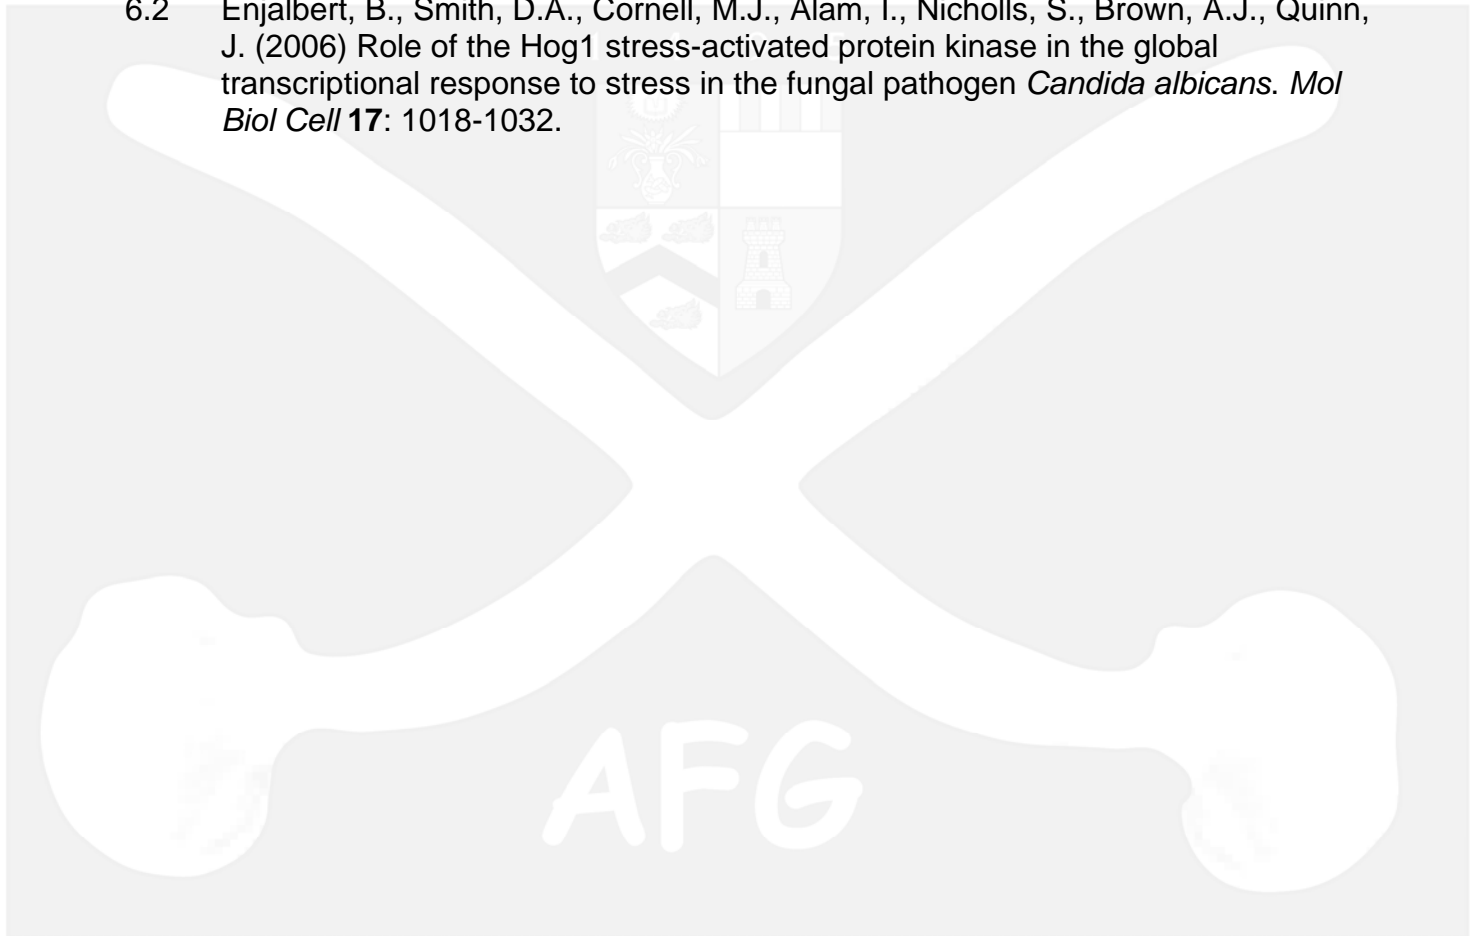 6.2 Enjalbert, B., Smith, D.A., Cornell, M.J., Alam, I., Nicholls, S., Brown, A.J., Quinn,
J. (2006) Role of the Hog1 stress-activated protein kinase in the global
transcriptional response to stress in the fungal pathogen Candida albicans. Mol
Biol Cell 17: 1018-1032.
AFG